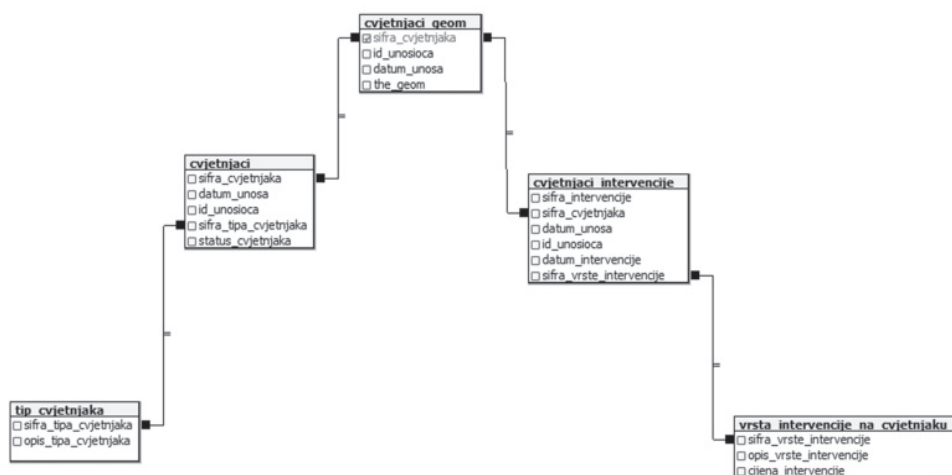 cvjetnjaci_geom
sifra_cvjetnjaka
id_unosioca
datum_unosa
the_geom
cvjetnjaci
sifra_cvjetnjaka
datum_unosa
id_unosioca
sifra_tipa_cvjetnjaka
status_cvjetnjaka
cvjetnjaci_intervencije
sifra_intervencije
sifra_cvjetnjaka
datum_unosa
id_unosioca
datum_intervencije
sifra_vrste_intervencije
tip_cvjetnjaka
sifra_tipa_cvjetnjaka
opis_tipa_cvjetnjaka
vrsta_intervencije_na_cvjetnjaku
sifra_vrste_intervencije
opis_vrste_intervencije
cijena_intervencije